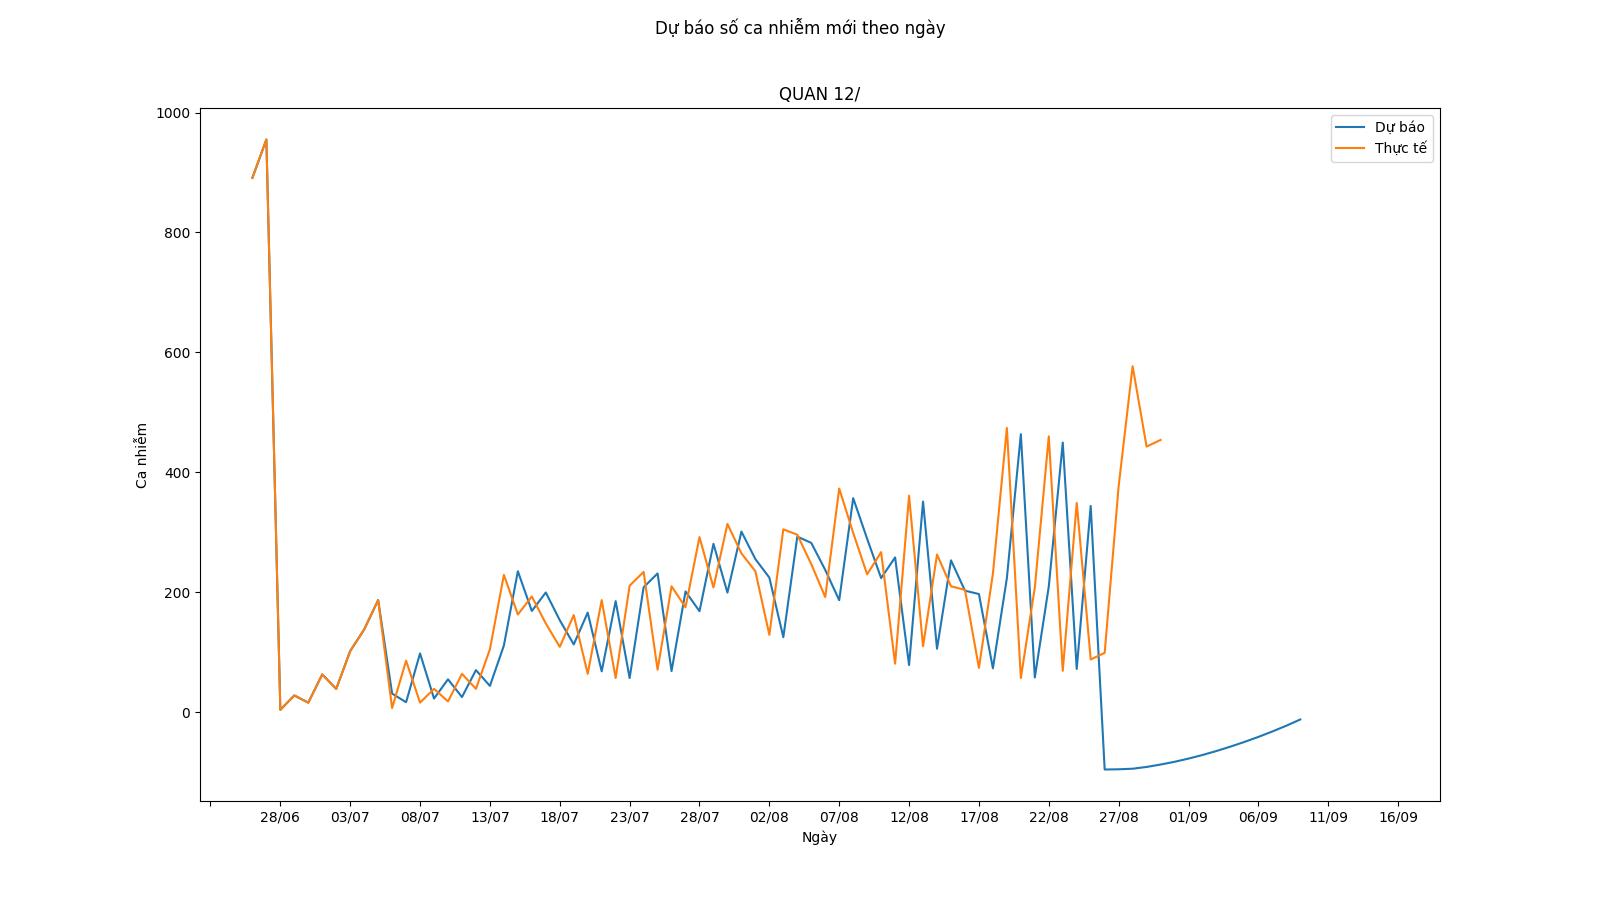 Dự báo số ca nhiễm mới theo ngày
QUAN 12/
Dự báo
Thực tế
1000
800
600
400
200
0
Ca nhiễm
28/06 03/07 08/07 13/07 18/07 23/07 28/07 02/08 07/08 12/08 17/08 22/08 27/08 01/09 06/09 11/09 16/09
Ngày